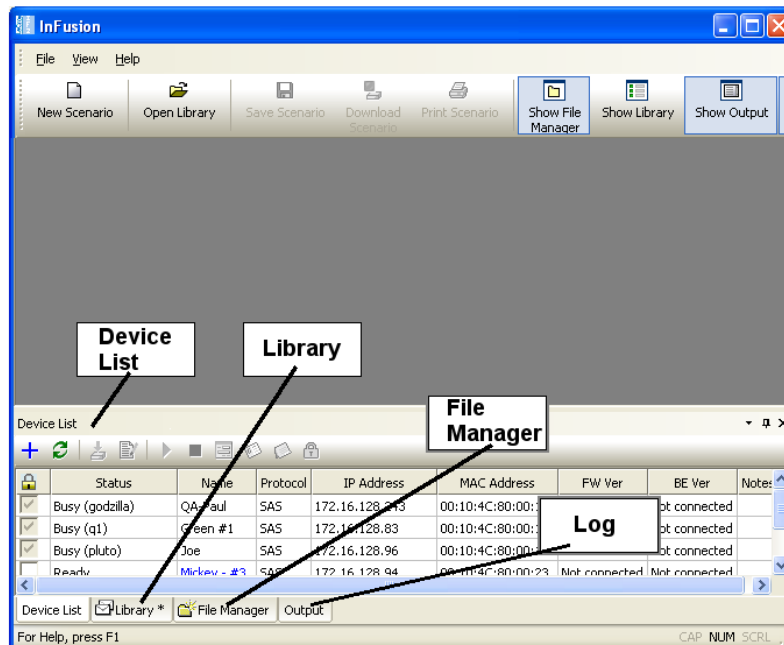 InFusion
File View Help
New Scenario Open Library Save Scenario Download Scenario Print Scenario Show File Manager Show Library Show Output
Device List
Library
File Manager
Log
Device List
Status Name Protocol IP Address MAC Address FW Ver BE Ver Notes
Busy (godzilla) QA-Paul SAS 172.16.128.243 00:10:4C:80:00: not connected
Busy (q1) Green #1 SAS 172.16.128.83 00:10:4C:80:00: not connected
Busy (pluto) Joe SAS 172.16.128.96 00:10:4C:80:00: not connected
Ready Mickey - #3 SAS 172.16.128.94 00:10:4C:80:00:23 Not connected Not connected
Device List Library * File Manager Output
For Help, press F1 CAP NUM SCRL